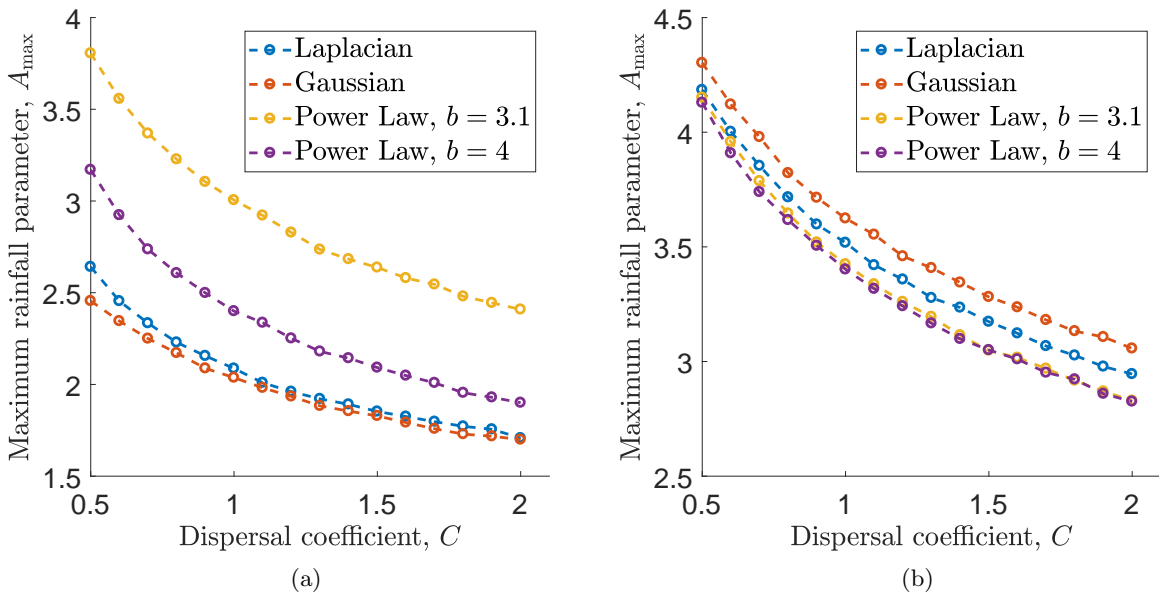 4
3.5
3
2.5
2
1.5
0.5
1
1.5
2
Maximum rainfall parameter, A_max
Dispersal coefficient, C
Laplacian
Gaussian
Power Law, b = 3.1
Power Law, b = 4
(a)
4.5
4
3.5
3
2.5
0.5
1
1.5
2
Maximum rainfall parameter, A_max
Dispersal coefficient, C
Laplacian
Gaussian
Power Law, b = 3.1
Power Law, b = 4
(b)